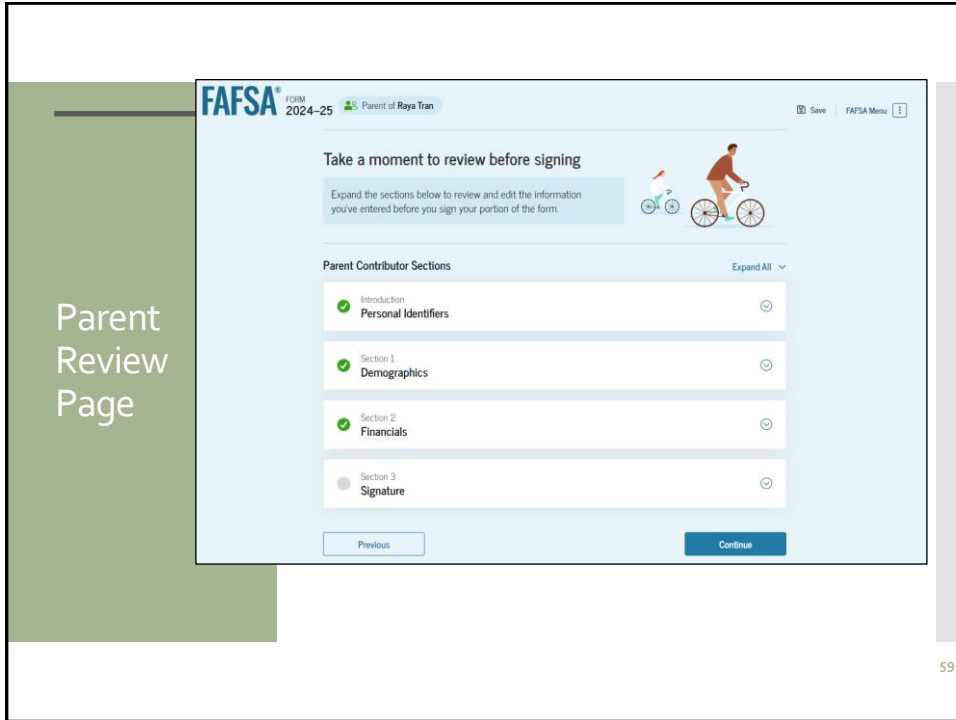 Parent
Review
Page
FAFSA®
FORM
2024–25
Parent of Raya Tran
Save
FAFSA Menu
Take a moment to review before signing
Expand the sections below to review and edit the information
you've entered before you sign your portion of the form.
Parent Contributor Sections
Expand All
Introduction
Personal Identifiers
Section 1
Demographics
Section 2
Financials
Section 3
Signature
Previous
Continue
59